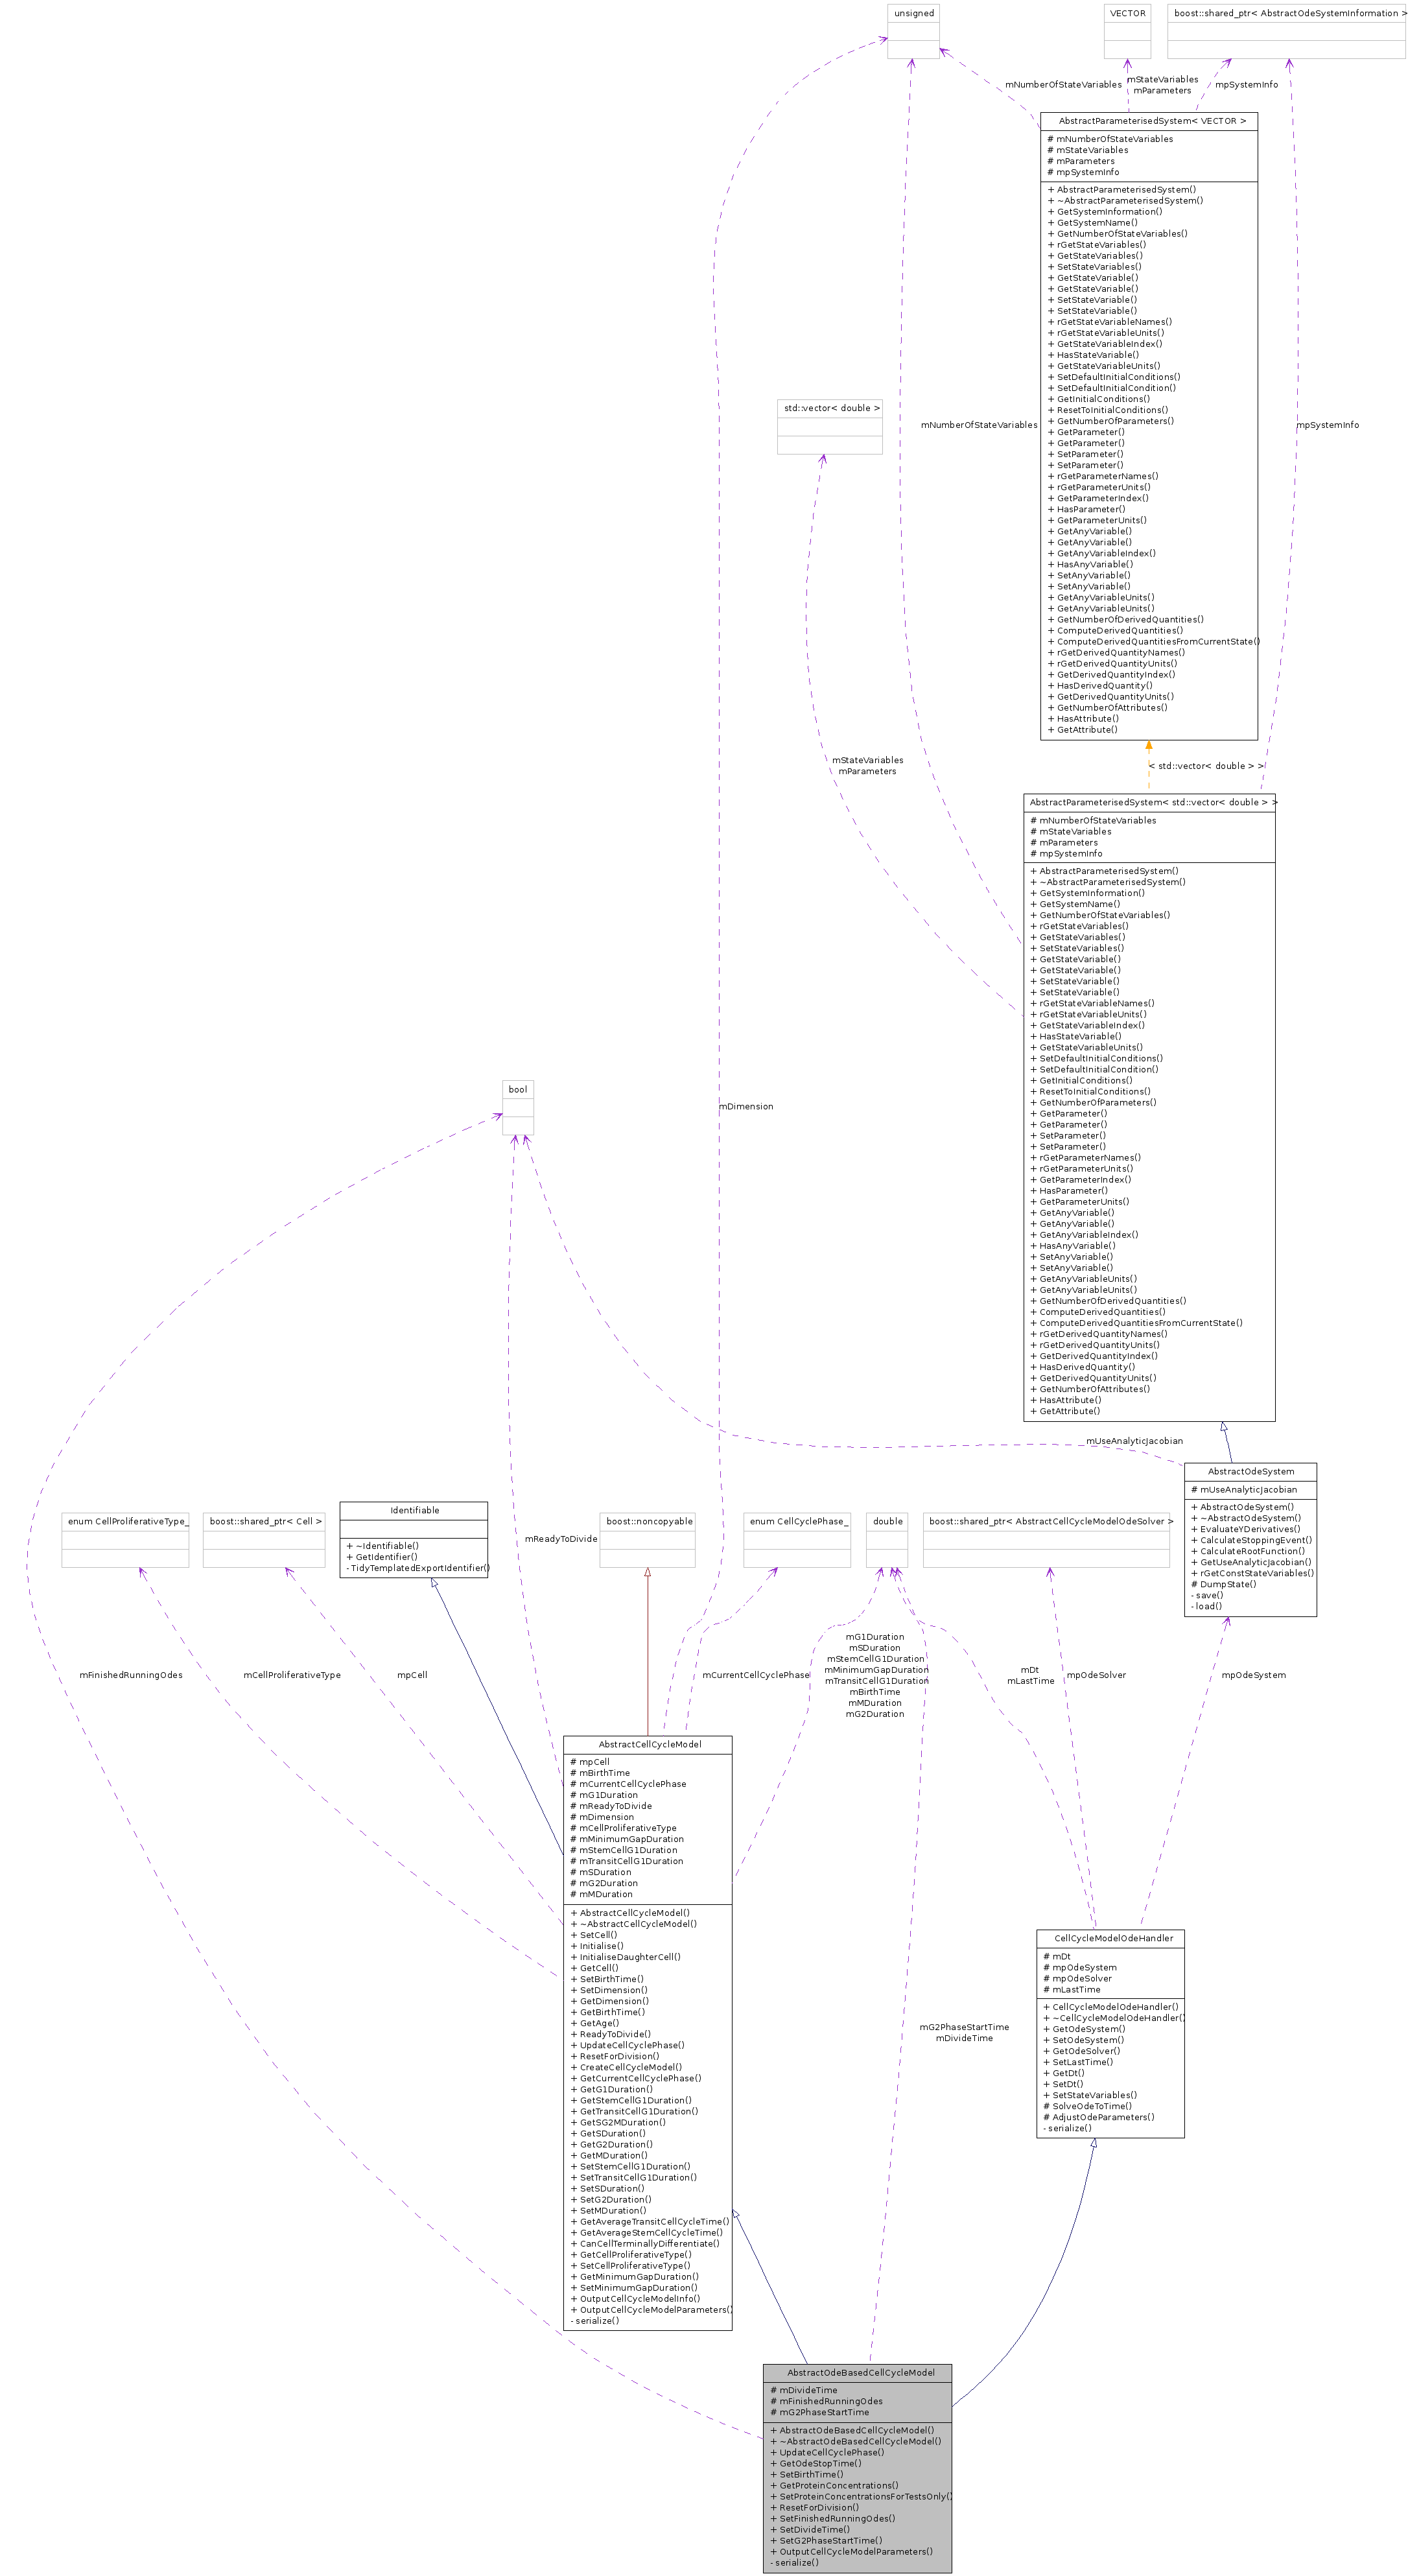 unsigned
VECTOR
boost::shared_ptr< AbstractOdeSystemInformation >
mNumberOfStateVariables
mStateVariables
mParameters
mpSystemInfo
AbstractParameterisedSystem< VECTOR >
# mNumberOfStateVariables
# mStateVariables
# mParameters
# mpSystemInfo
+ AbstractParameterisedSystem()
+ ~AbstractParameterisedSystem()
+ GetSystemInformation()
+ GetSystemName()
+ GetNumberOfStateVariables()
+ rGetStateVariables()
+ GetStateVariables()
+ SetStateVariables()
+ GetStateVariable()
+ GetStateVariable()
+ SetStateVariable()
+ SetStateVariable()
+ rGetStateVariableNames()
+ rGetStateVariableUnits()
+ GetStateVariableIndex()
+ HasStateVariable()
+ GetStateVariableUnits()
+ SetDefaultInitialConditions()
+ SetDefaultInitialCondition()
+ GetInitialConditions()
+ ResetToInitialConditions()
+ GetNumberOfParameters()
+ GetParameter()
+ GetParameter()
+ SetParameter()
+ SetParameter()
+ rGetParameterNames()
+ rGetParameterUnits()
+ GetParameterIndex()
+ HasParameter()
+ GetParameterUnits()
+ GetAnyVariable()
+ GetAnyVariable()
+ GetAnyVariableIndex()
+ HasAnyVariable()
+ SetAnyVariable()
+ SetAnyVariable()
+ GetAnyVariableUnits()
+ GetAnyVariableUnits()
+ GetNumberOfDerivedQuantities()
+ ComputeDerivedQuantities()
+ ComputeDerivedQuantitiesFromCurrentState()
+ rGetDerivedQuantityNames()
+ rGetDerivedQuantityUnits()
+ GetDerivedQuantityIndex()
+ HasDerivedQuantity()
+ GetDerivedQuantityUnits()
+ GetNumberOfAttributes()
+ HasAttribute()
+ GetAttribute()
std::vector< double >
mNumberOfStateVariables
mpSystemInfo
mStateVariables
mParameters
< std::vector< double > >
AbstractParameterisedSystem< std::vector< double > >
# mNumberOfStateVariables
# mStateVariables
# mParameters
# mpSystemInfo
+ AbstractParameterisedSystem()
+ ~AbstractParameterisedSystem()
+ GetSystemInformation()
+ GetSystemName()
+ GetNumberOfStateVariables()
+ rGetStateVariables()
+ GetStateVariables()
+ SetStateVariables()
+ GetStateVariable()
+ GetStateVariable()
+ SetStateVariable()
+ SetStateVariable()
+ rGetStateVariableNames()
+ rGetStateVariableUnits()
+ GetStateVariableIndex()
+ HasStateVariable()
+ GetStateVariableUnits()
+ SetDefaultInitialConditions()
+ SetDefaultInitialCondition()
+ GetInitialConditions()
+ ResetToInitialConditions()
+ GetNumberOfParameters()
+ GetParameter()
+ GetParameter()
+ SetParameter()
+ SetParameter()
+ rGetParameterNames()
+ rGetParameterUnits()
+ GetParameterIndex()
+ HasParameter()
+ GetParameterUnits()
+ GetAnyVariable()
+ GetAnyVariable()
+ GetAnyVariableIndex()
+ HasAnyVariable()
+ SetAnyVariable()
+ SetAnyVariable()
+ GetAnyVariableUnits()
+ GetAnyVariableUnits()
+ GetNumberOfDerivedQuantities()
+ ComputeDerivedQuantities()
+ ComputeDerivedQuantitiesFromCurrentState()
+ rGetDerivedQuantityNames()
+ rGetDerivedQuantityUnits()
+ GetDerivedQuantityIndex()
+ HasDerivedQuantity()
+ GetDerivedQuantityUnits()
+ GetNumberOfAttributes()
+ HasAttribute()
+ GetAttribute()
bool
mDimension
mUseAnalyticJacobian
AbstractOdeSystem
# mUseAnalyticJacobian
+ AbstractOdeSystem()
+ ~AbstractOdeSystem()
+ EvaluateYDerivatives()
+ CalculateStoppingEvent()
+ CalculateRootFunction()
+ GetUseAnalyticJacobian()
+ rGetConstStateVariables()
# DumpState()
- save()
- load()
enum CellProliferativeType_
boost::shared_ptr< Cell >
Identifiable
+ ~Identifiable()
+ GetIdentifier()
- TidyTemplatedExportIdentifier()
mReadyToDivide
boost::noncopyable
enum CellCyclePhase_
double
boost::shared_ptr< AbstractCellCycleModelOdeSolver >
mFinishedRunningOdes
mCellProliferativeType
mpCell
mCurrentCellCyclePhase
mG1Duration
mSDuration
mStemCellG1Duration
mMinimumGapDuration
mTransitCellG1Duration
mBirthTime
mMDuration
mG2Duration
mDt
mLastTime
mpOdeSolver
mpOdeSystem
AbstractCellCycleModel
# mpCell
# mBirthTime
# mCurrentCellCyclePhase
# mG1Duration
# mReadyToDivide
# mDimension
# mCellProliferativeType
# mMinimumGapDuration
# mStemCellG1Duration
# mTransitCellG1Duration
# mSDuration
# mG2Duration
# mMDuration
+ AbstractCellCycleModel()
+ ~AbstractCellCycleModel()
+ SetCell()
+ Initialise()
+ InitialiseDaughterCell()
+ GetCell()
+ SetBirthTime()
+ SetDimension()
+ GetDimension()
+ GetBirthTime()
+ GetAge()
+ ReadyToDivide()
+ UpdateCellCyclePhase()
+ ResetForDivision()
+ CreateCellCycleModel()
+ GetCurrentCellCyclePhase()
+ GetG1Duration()
+ GetStemCellG1Duration()
+ GetTransitCellG1Duration()
+ GetSG2MDuration()
+ GetSDuration()
+ GetG2Duration()
+ GetMDuration()
+ SetStemCellG1Duration()
+ SetTransitCellG1Duration()
+ SetSDuration()
+ SetG2Duration()
+ SetMDuration()
+ GetAverageTransitCellCycleTime()
+ GetAverageStemCellCycleTime()
+ CanCellTerminallyDifferentiate()
+ GetCellProliferativeType()
+ SetCellProliferativeType()
+ GetMinimumGapDuration()
+ SetMinimumGapDuration()
+ OutputCellCycleModelInfo()
+ OutputCellCycleModelParameters()
- serialize()
mG2PhaseStartTime
mDivideTime
CellCycleModelOdeHandler
# mDt
# mpOdeSystem
# mpOdeSolver
# mLastTime
+ CellCycleModelOdeHandler()
+ ~CellCycleModelOdeHandler()
+ GetOdeSystem()
+ SetOdeSystem()
+ GetOdeSolver()
+ SetLastTime()
+ GetDt()
+ SetDt()
+ SetStateVariables()
# SolveOdeToTime()
# AdjustOdeParameters()
- serialize()
AbstractOdeBasedCellCycleModel
# mDivideTime
# mFinishedRunningOdes
# mG2PhaseStartTime
+ AbstractOdeBasedCellCycleModel()
+ ~AbstractOdeBasedCellCycleModel()
+ UpdateCellCyclePhase()
+ GetOdeStopTime()
+ SetBirthTime()
+ GetProteinConcentrations()
+ SetProteinConcentrationsForTestsOnly()
+ ResetForDivision()
+ SetFinishedRunningOdes()
+ SetDivideTime()
+ SetG2PhaseStartTime()
+ OutputCellCycleModelParameters()
- serialize()